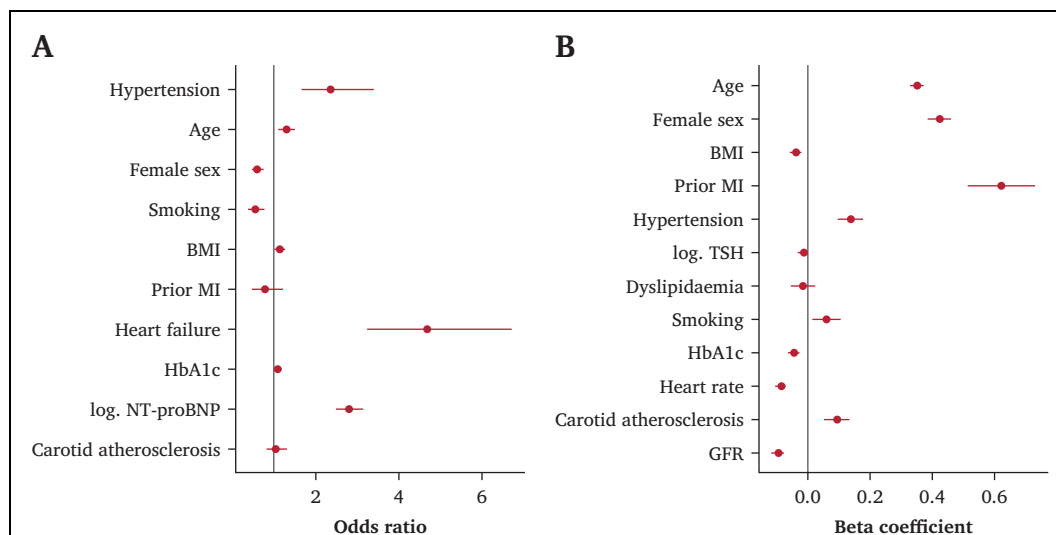 A
Hypertension
Age
Female sex
Smoking
BMI
Prior MI
Heart failure
HbA1c
log. NT-proBNP
Carotid atherosclerosis
2 4 6
Odds ratio
B
Age
Female sex
BMI
Prior MI
Hypertension
log. TSH
Dyslipidaemia
Smoking
HbA1c
Heart rate
Carotid atherosclerosis
GFR
0.0 0.2 0.4 0.6
Beta coefficient